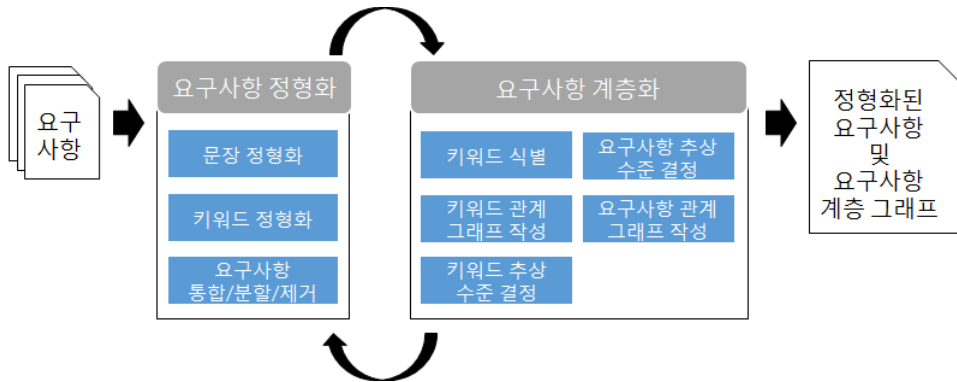 요구
사항
요구사항 정형화
문장 정형화
키워드 정형화
요구사항
통합/분할/제거
요구사항 계층화
키워드 식별
키워드 관계
그래프 작성
키워드 추상
수준 결정
요구사항 추상
수준 결정
요구사항 관계
그래프 작성
정형화된
요구사항
및
요구사항
계층 그래프